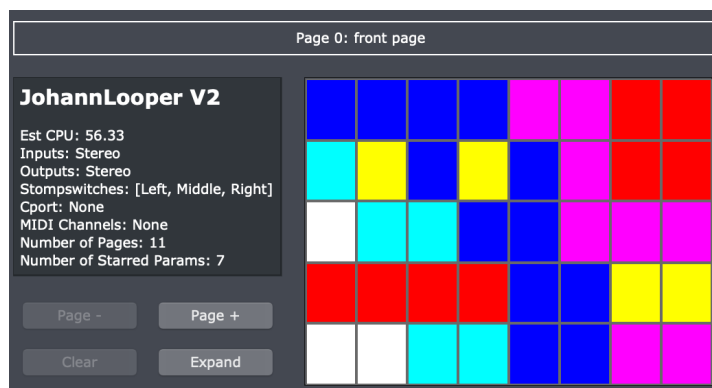 Page 0: front page
JohannLooper V2
Est CPU: 56.33
Inputs: Stereo
Outputs: Stereo
Stompswitches: [Left, Middle, Right]
Cport: None
MIDI Channels: None
Number of Pages: 11
Number of Starred Params: 7
Page - Page +
Clear Expand